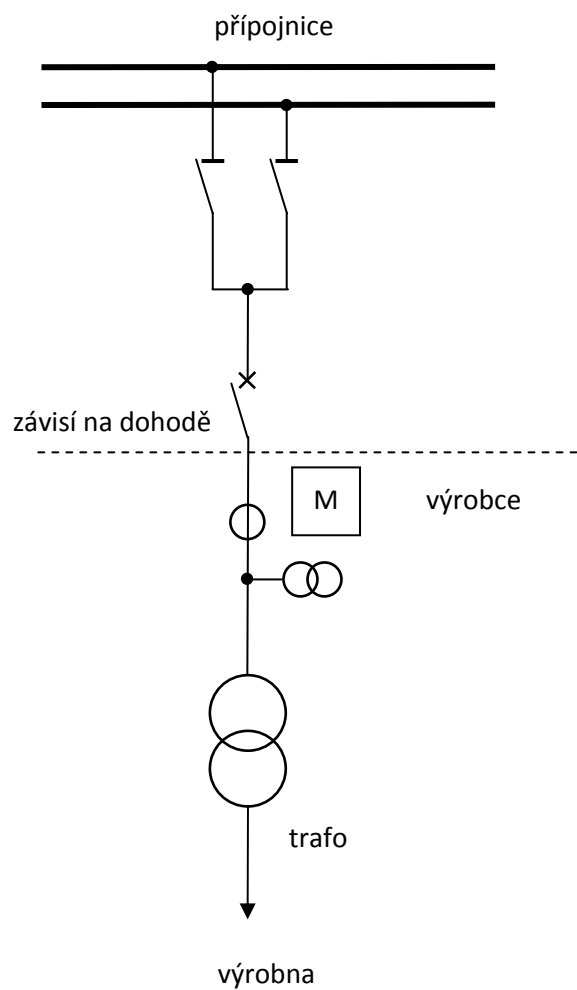 přípojnice
závisí na dohodě
M
výrobce
trafo
výrobna